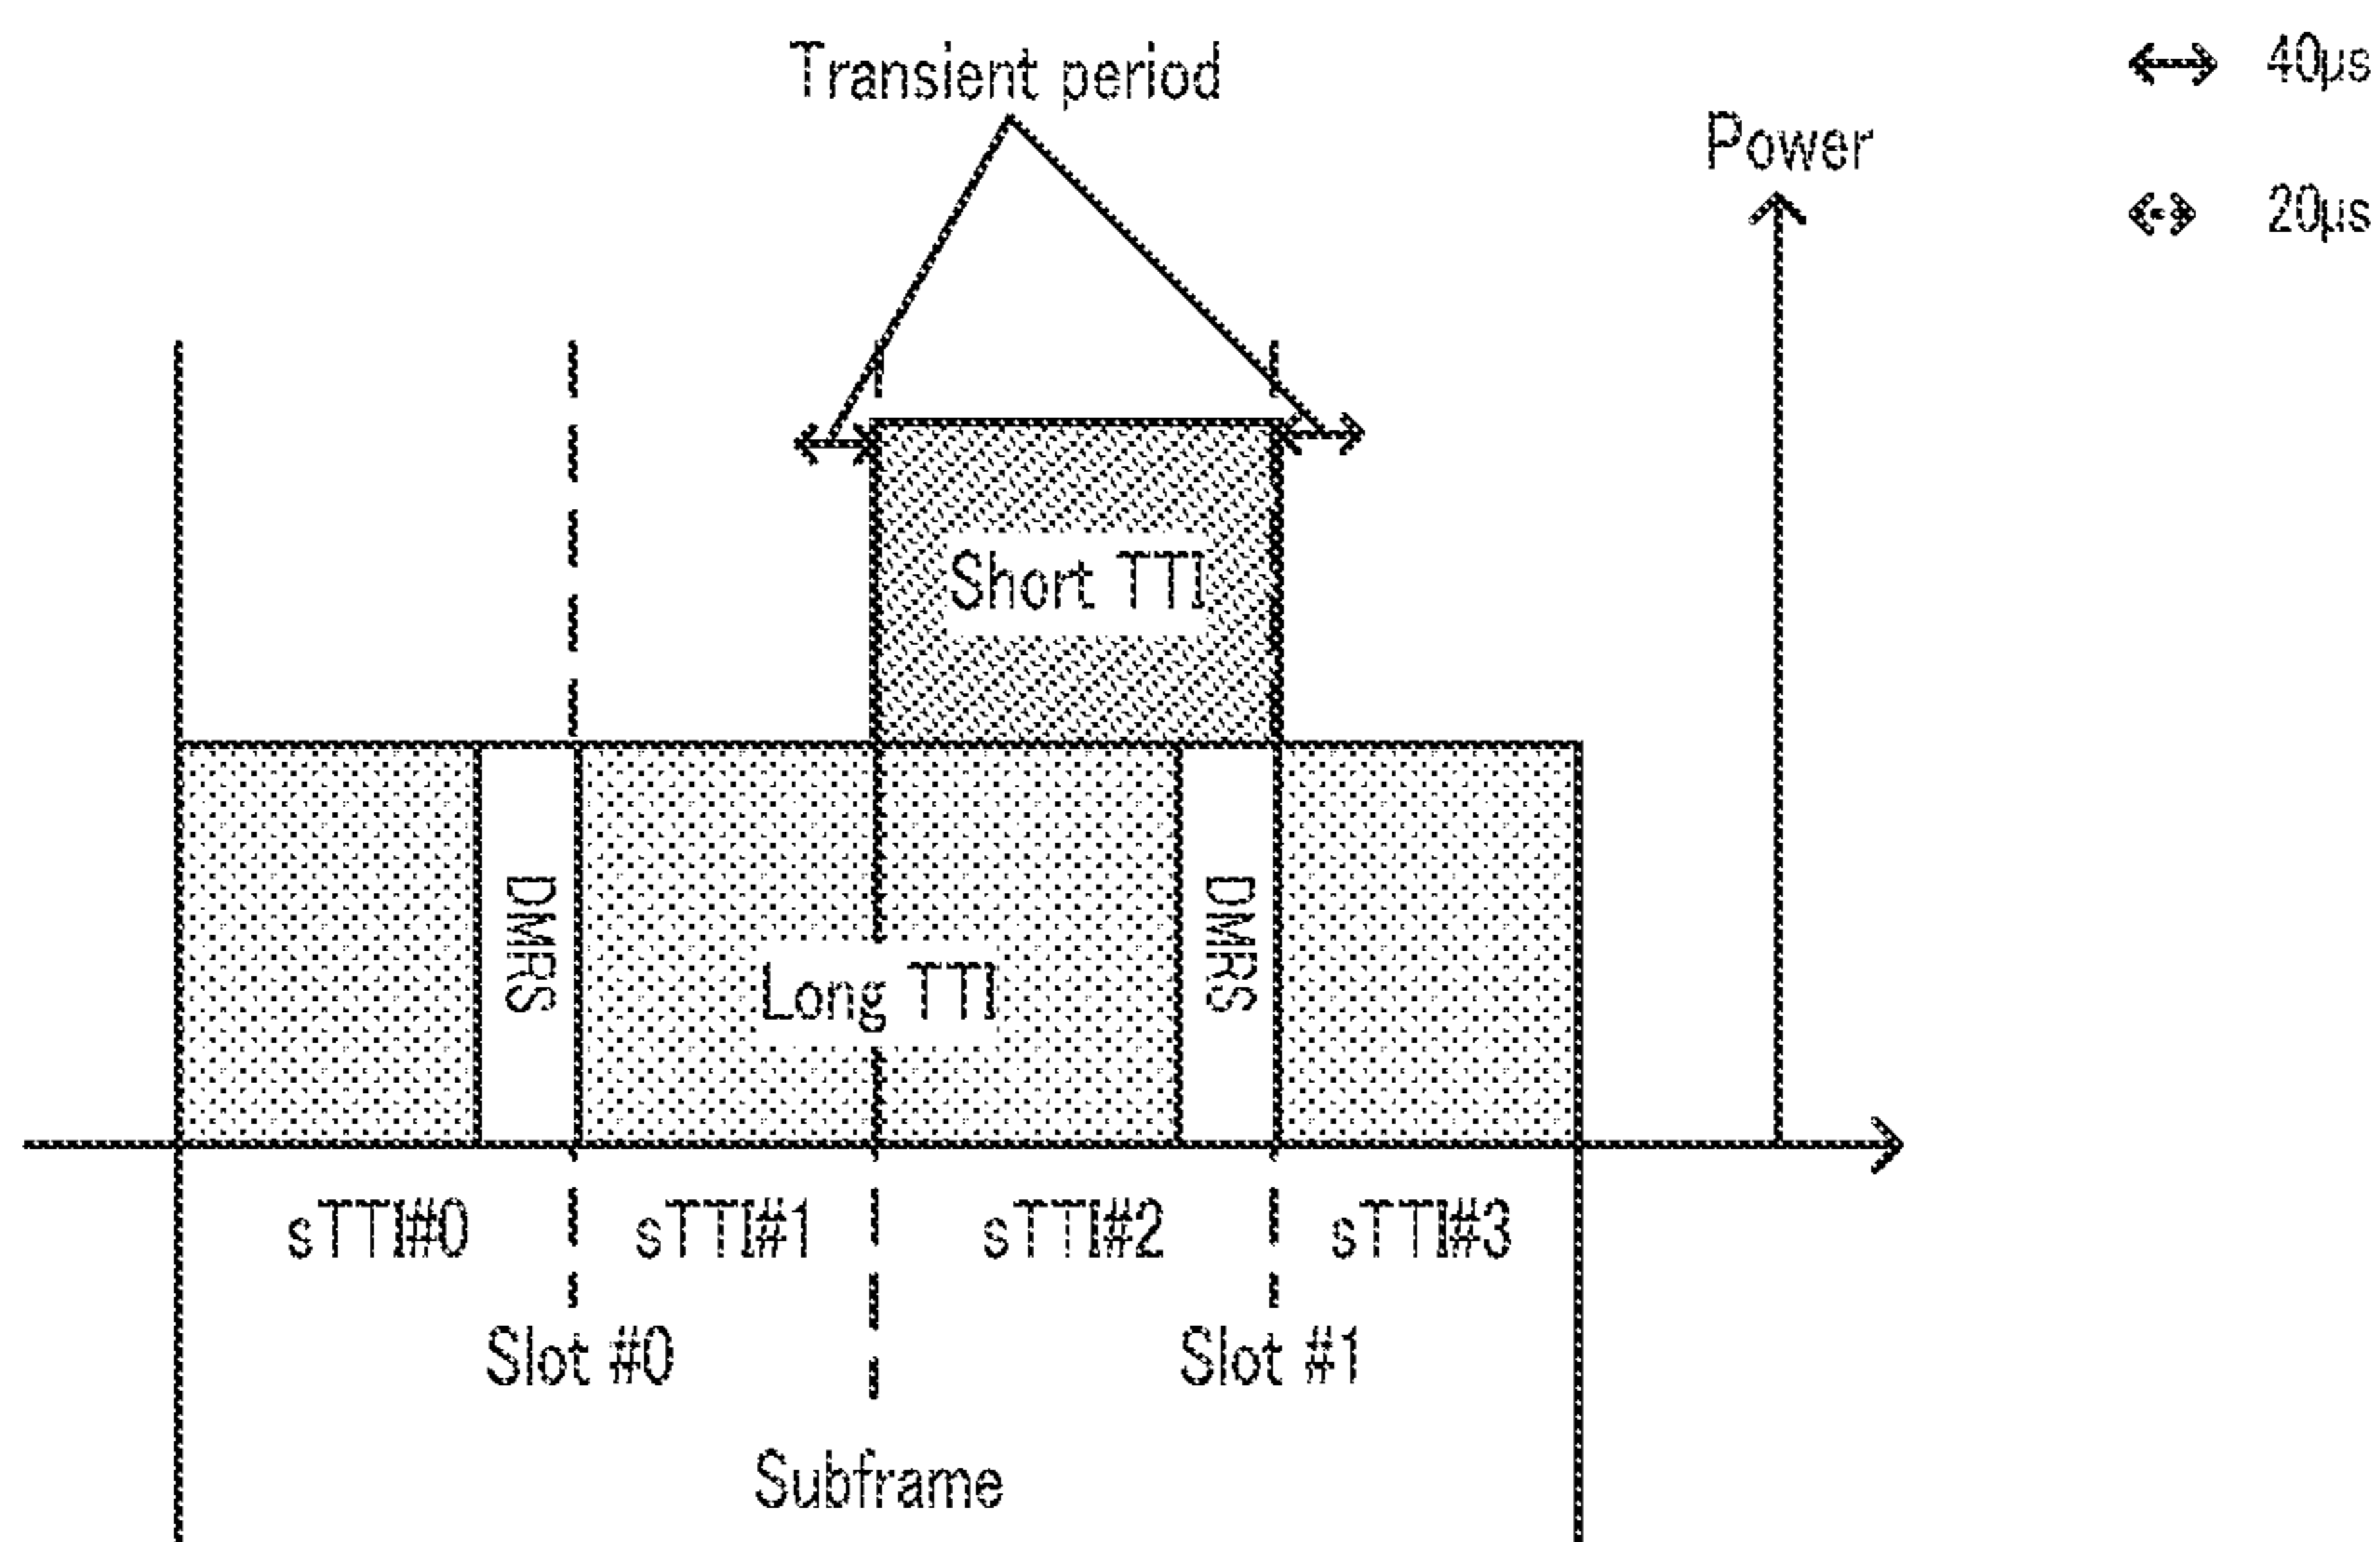 Transient period
40µs
Power
20µs
Short TTI
DMRS
DMRS
Long TTI
sTTI#0
sTTI#1
sTTI#2
sTTI#3
Slot #0
Slot #1
Subframe